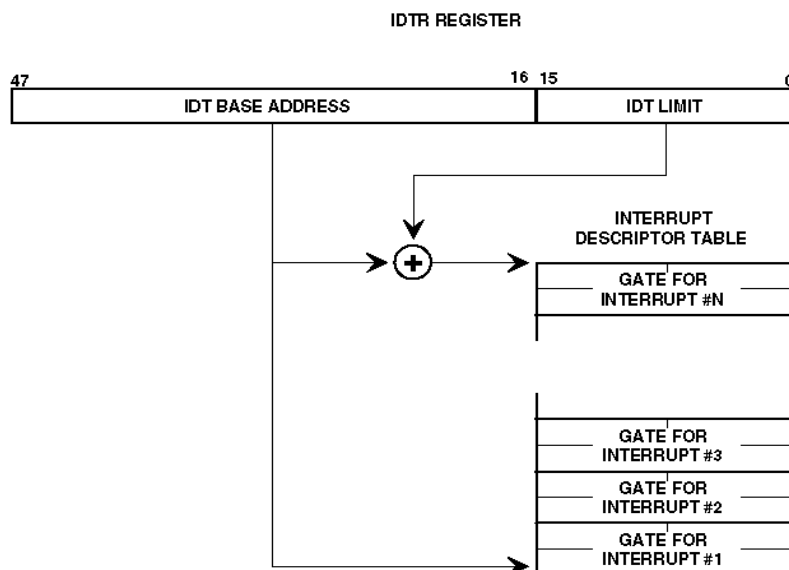 IDTR REGISTER
47 16 15 0
IDT BASE ADDRESS IDT LIMIT
INTERRUPT
DESCRIPTOR TABLE
+
GATE FOR
INTERRUPT #N
GATE FOR
INTERRUPT #3
GATE FOR
INTERRUPT #2
GATE FOR
INTERRUPT #1